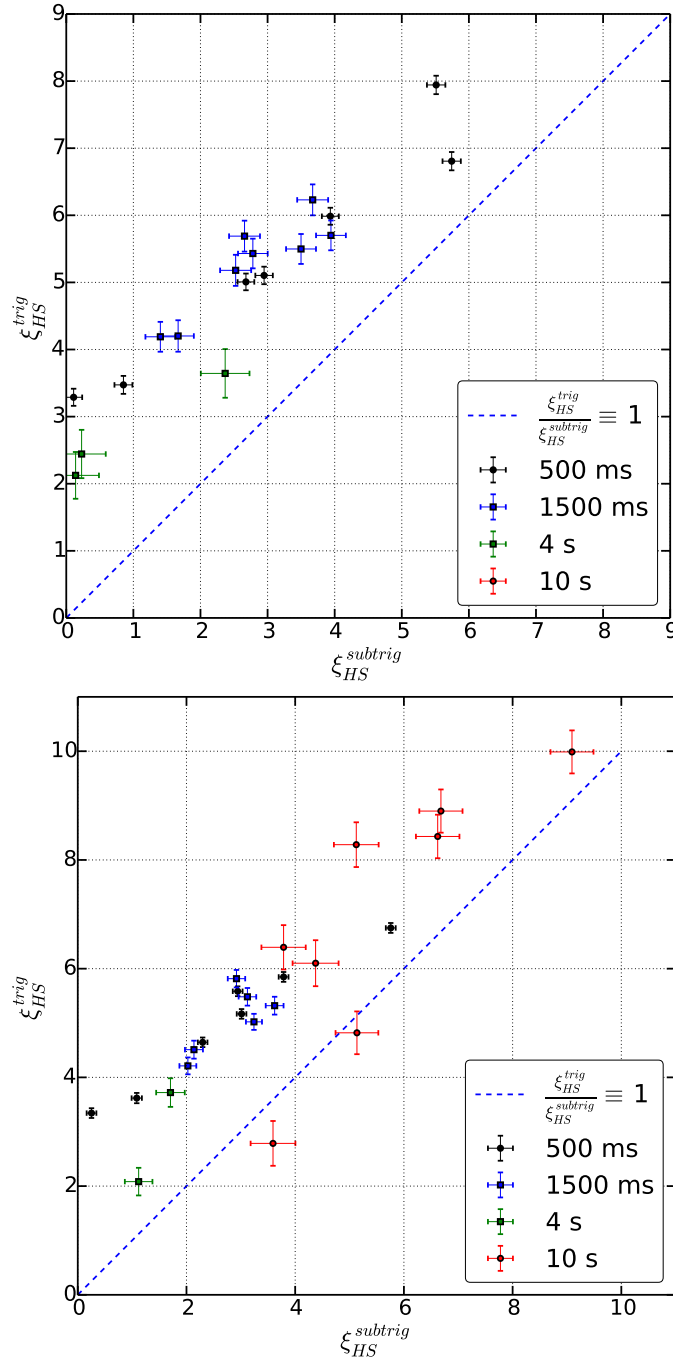 9
8
7
6
5
4
3
2
1
0
ξ_HS^trig
0 1 2 3 4 5 6 7 8 9
ξ_HS^subtrig
ξ_HS^trig / ξ_HS^subtrig ≡ 1
500 ms
1500 ms
4 s
10 s
10
8
6
4
2
0
ξ_HS^trig
0 2 4 6 8 10
ξ_HS^subtrig
ξ_HS^trig / ξ_HS^subtrig ≡ 1
500 ms
1500 ms
4 s
10 s